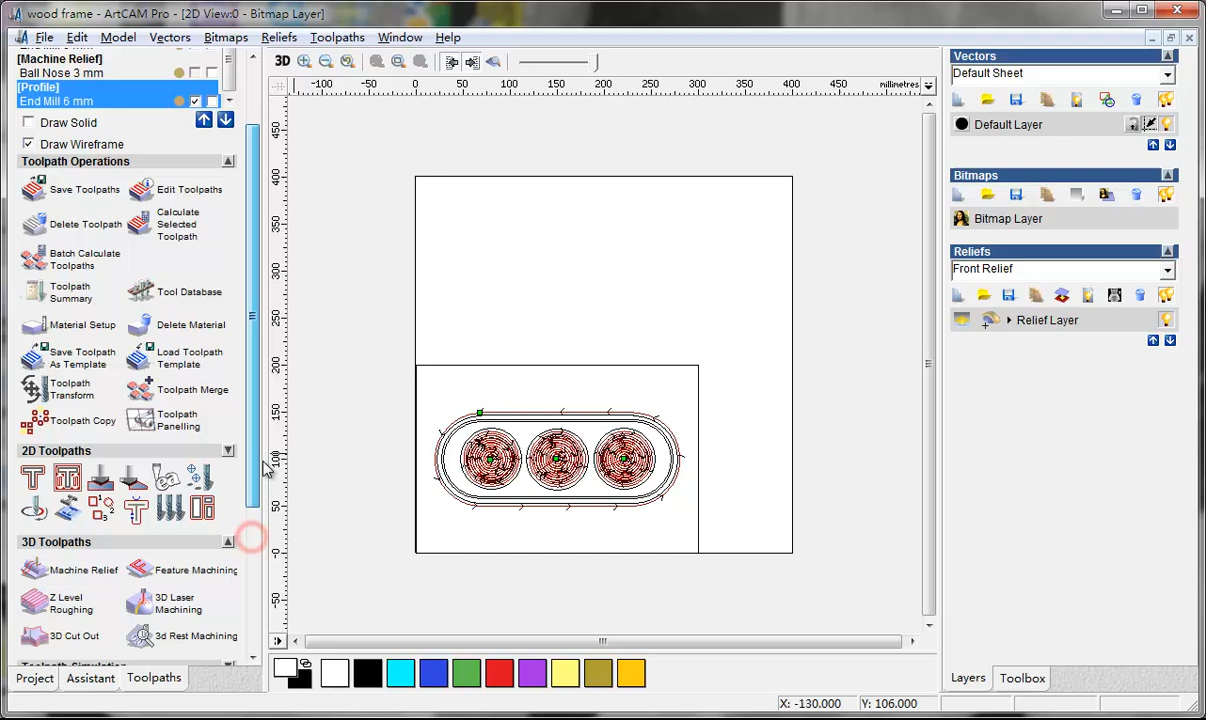 wood frame - ArtCAM Pro - [2D View:0 - Bitmap Layer]
File Edit Model Vectors Bitmaps Reliefs Toolpaths Window Help
[Machine Relief]
Ball Nose 3 mm
[Profile]
End Mill 6 mm
Draw Solid
Draw Wireframe
Toolpath Operations
Save Toolpaths
Edit Toolpaths
Delete Toolpath
Calculate Selected Toolpath
Batch Calculate Toolpaths
Toolpath Summary
Tool Database
Material Setup
Delete Material
Save Toolpath As Template
Load Toolpath Template
Toolpath Transform
Toolpath Merge
Toolpath Copy
Toolpath Panelling
2D Toolpaths
3D Toolpaths
Machine Relief
Feature Machining
Z Level Roughing
3D Laser Machining
3D Cut Out
3d Rest Machining
Project Assistant Toolpaths
3D
-100 -50 0 50 100 150 200 250 300 350 400 450 millimetres
450
400
350
300
250
200
150
100
50
-0
-50
-100
Vectors
Default Sheet
Default Layer
Bitmaps
Bitmap Layer
Reliefs
Front Relief
Relief Layer
Layers Toolbox
X: -130.000 Y: 106.000